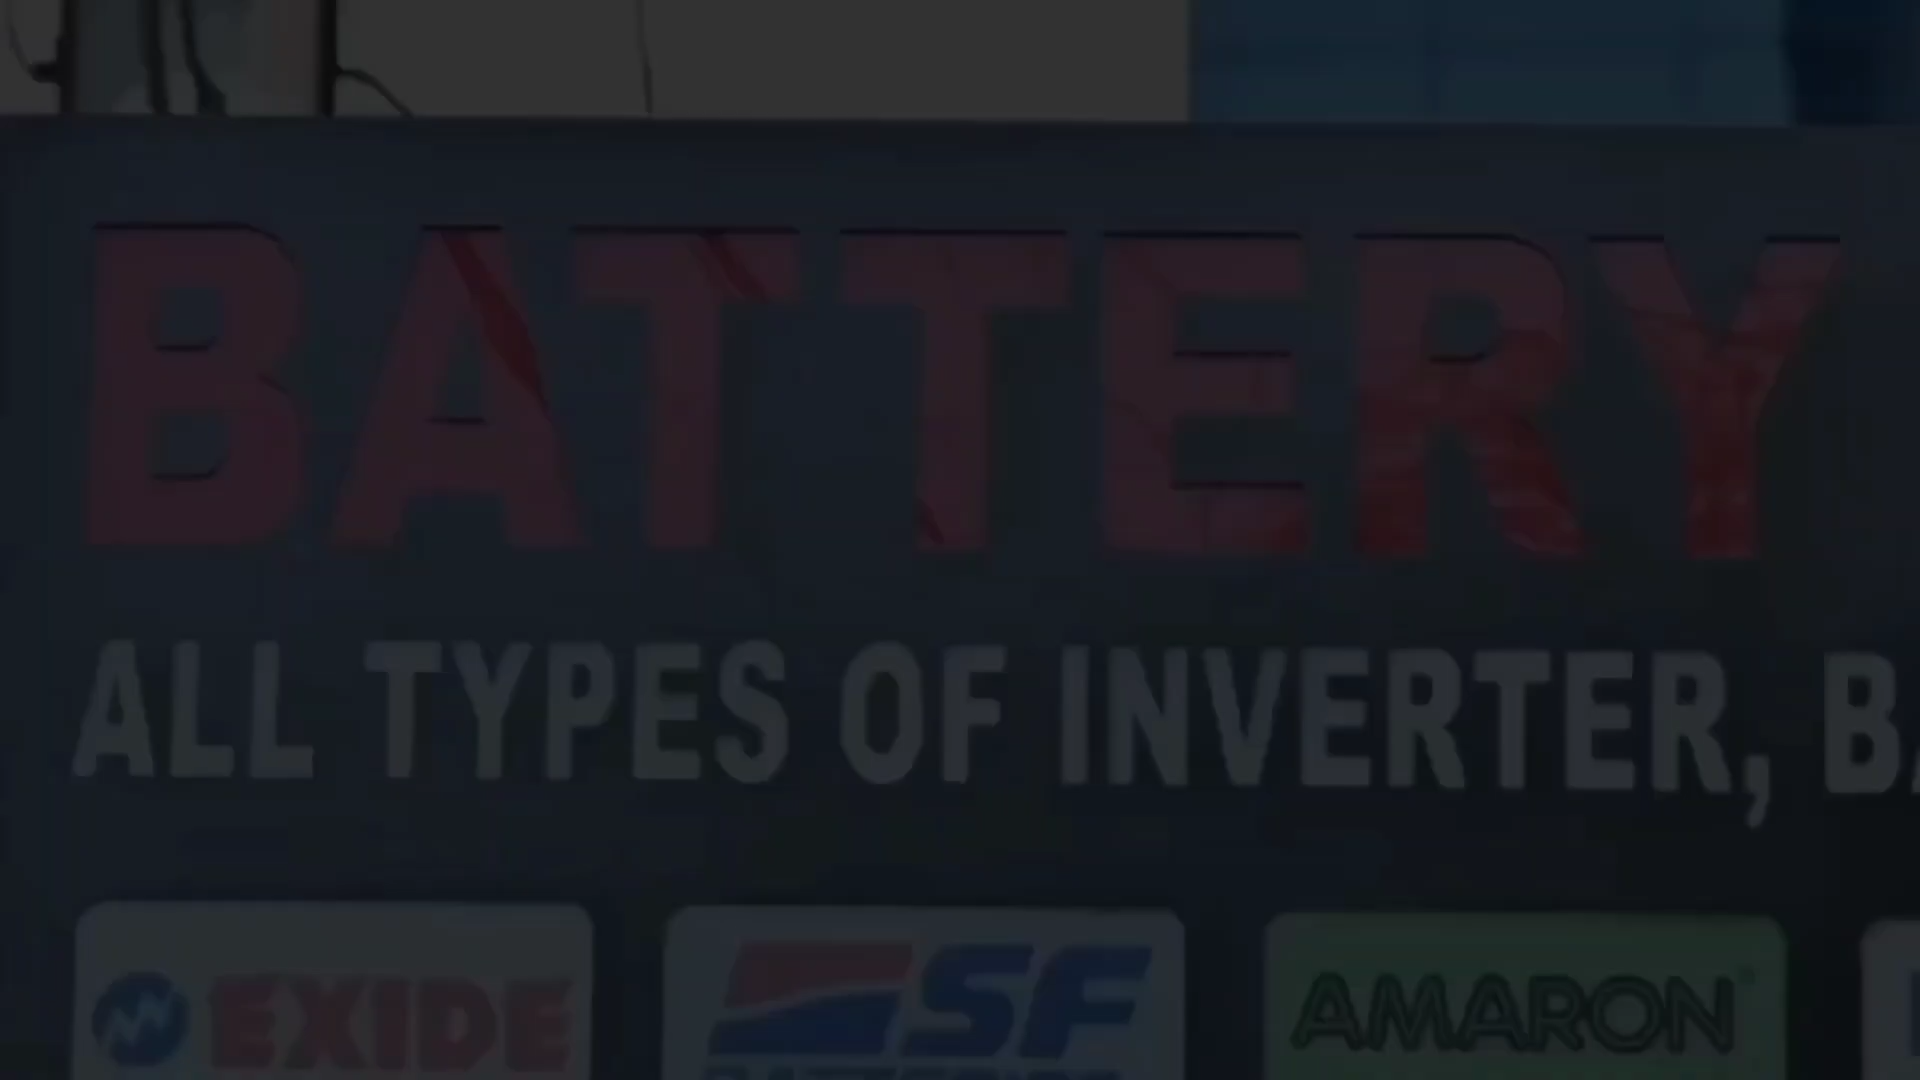 BATTERY
ALL TYPES OF INVERTER,
EXIDE
SF
AMARON